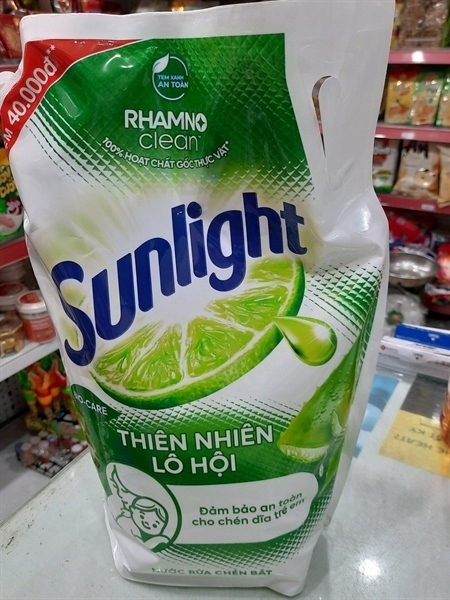 TEM XANH
AN TOÀN
40.000đ**
RHAMNO
clean
100% HOẠT CHẤT GỐC THỰC VẬT*
Sunlight
THIÊN NHIÊN
LÔ HỘI
Đảm bảo an toàn
cho chén dĩa trẻ em
NƯỚC RỬA CHÉN BÁT